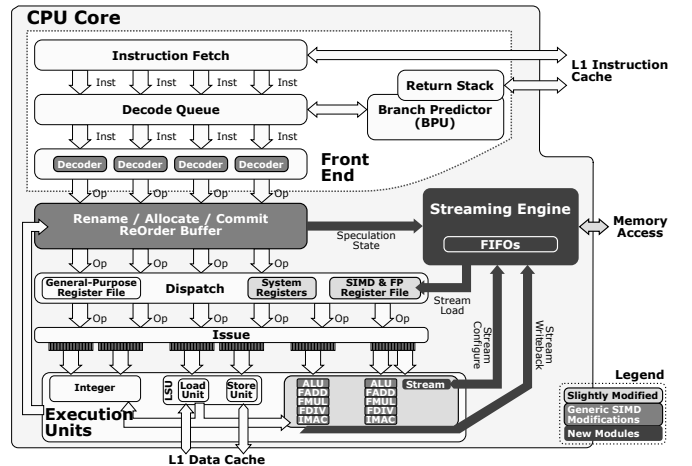 CPU Core
Instruction Fetch
L1 Instruction
Cache
Inst Inst Inst Inst
Return Stack
Decode Queue
Branch Predictor
(BPU)
Inst Inst Inst Inst
Decoder Decoder Decoder Decoder
Front
End
Op Op Op Op
Rename / Allocate / Commit
ReOrder Buffer
Speculation
State
Streaming Engine
FIFOs
Memory
Access
Op Op Op Op
General-Purpose
Register File
Dispatch
System
Registers
SIMD & FP
Register File
Stream
Load
Op Op Op Op Op
Issue
Stream
Configure
Stream
Writeback
Integer
LSU
Load
Unit
Store
Unit
ALU
FADD
FMUL
FDIV
IMAC
ALU
FADD
FMUL
FDIV
IMAC
Stream
Execution
Units
L1 Data Cache
Legend
Slightly Modified
Generic SIMD
Modifications
New Modules